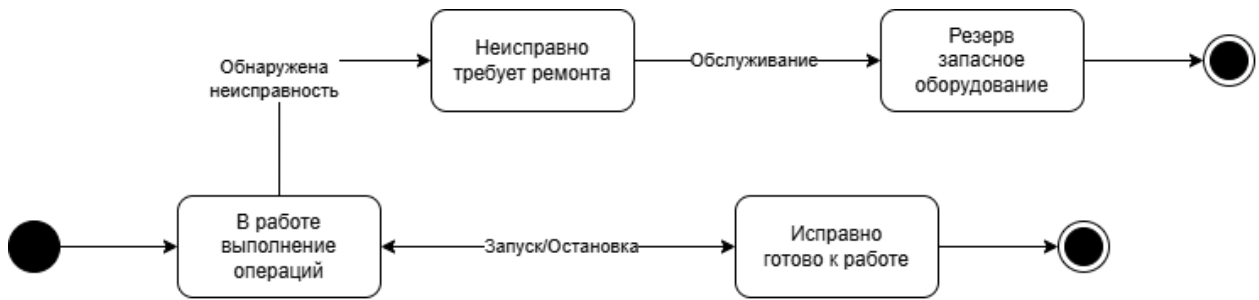 Неисправно
требует ремонта
Обслуживание
Резерв
запасное
оборудование
Обнаружена
неисправность
В работе
выполнение
операций
Запуск/Остановка
Исправно
готово к работе